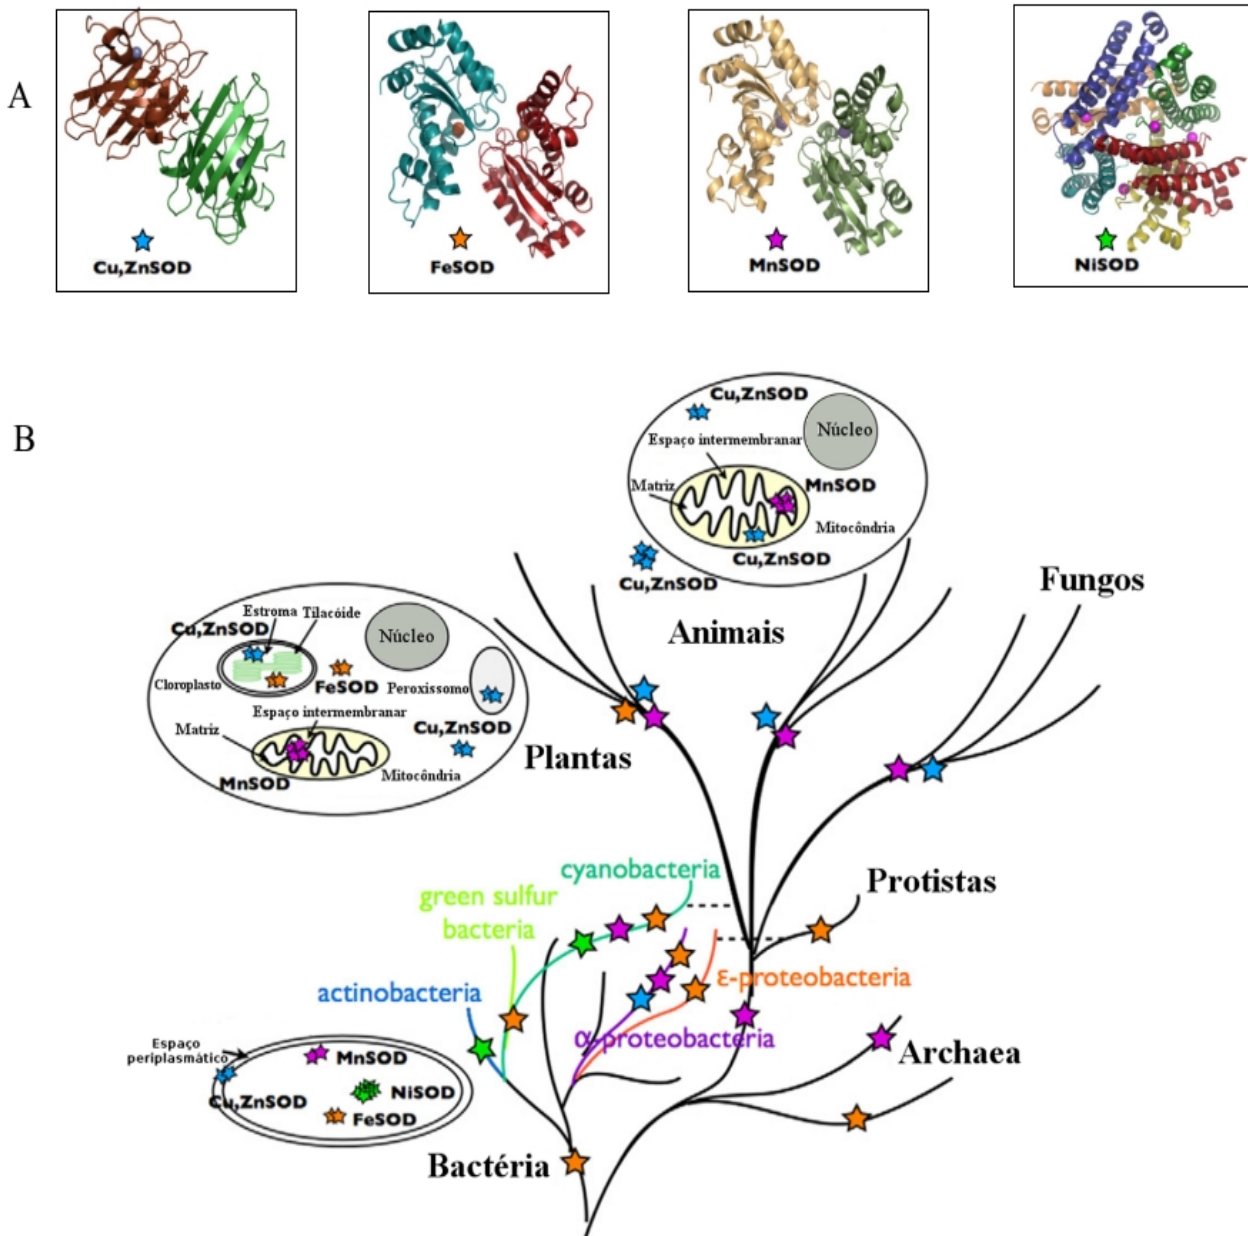 A
Cu,ZnSOD
FeSOD
MnSOD
NiSOD
B
Cu,ZnSOD
Núcleo
Espaço intermembranar
Matriz
MnSOD
Mitocôndria
Cu,ZnSOD
Cu,ZnSOD
Animais
Fungos
Estroma
Tilacóide
Cu,ZnSOD
Núcleo
Cloroplasto
FeSOD
Peroxissomo
Espaço intermembranar
Matriz
Cu,ZnSOD
MnSOD
Mitocôndria
Plantas
cyanobacteria
green sulfur
bacteria
Protistas
actinobacteria
ε-proteobacteria
α-proteobacteria
Archaea
Espaço
periplasmático
MnSOD
Cu,ZnSOD
NiSOD
FeSOD
Bactéria